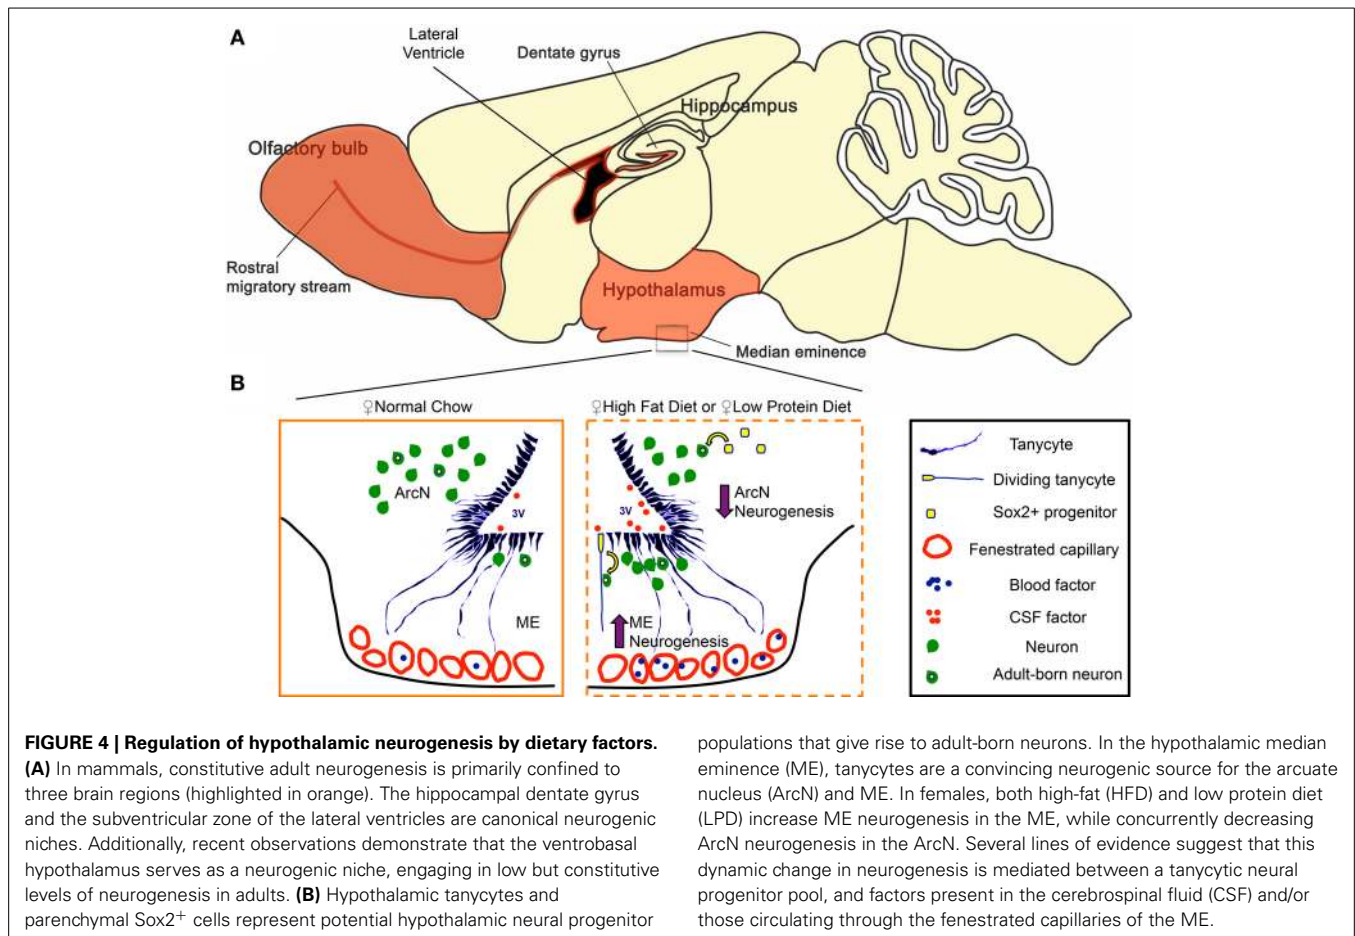 A
Lateral
Ventricle
Dentate gyrus
Hippocampus
Olfactory bulb
Rostral
migratory stream
Hypothalamus
Median eminence
B
♀Normal Chow
♀High Fat Diet or ♀Low Protein Diet
ArcN
3V
ME
3V
ArcN
Neurogenesis
ME
Neurogenesis
Tanycyte
Dividing tanycyte
Sox2+ progenitor
Fenestrated capillary
Blood factor
CSF factor
Neuron
Adult-born neuron
FIGURE 4 | Regulation of hypothalamic neurogenesis by dietary factors.
(A) In mammals, constitutive adult neurogenesis is primarily confined to
three brain regions (highlighted in orange). The hippocampal dentate gyrus
and the subventricular zone of the lateral ventricles are canonical neurogenic
niches. Additionally, recent observations demonstrate that the ventrobasal
hypothalamus serves as a neurogenic niche, engaging in low but constitutive
levels of neurogenesis in adults. (B) Hypothalamic tanycytes and
parenchymal Sox2+ cells represent potential hypothalamic neural progenitor
populations that give rise to adult-born neurons. In the hypothalamic median
eminence (ME), tanycytes are a convincing neurogenic source for the arcuate
nucleus (ArcN) and ME. In females, both high-fat (HFD) and low protein diet
(LPD) increase ME neurogenesis in the ME, while concurrently decreasing
ArcN neurogenesis in the ArcN. Several lines of evidence suggest that this
dynamic change in neurogenesis is mediated between a tanycytic neural
progenitor pool, and factors present in the cerebrospinal fluid (CSF) and/or
those circulating through the fenestrated capillaries of the ME.